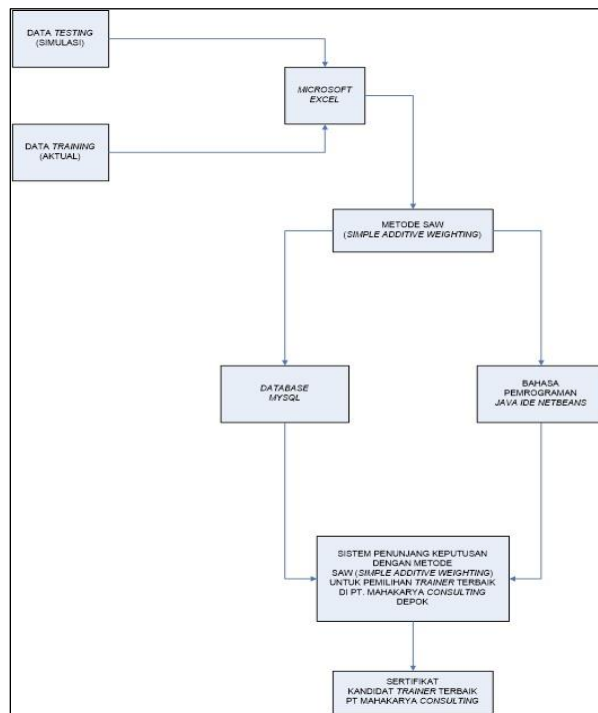 DATA TESTING
(SIMULASI)
MICROSOFT
EXCEL
DATA TRAINING
(AKTUAL)
METODE SAW
(SIMPLE ADDITIVE WEIGHTING)
DATABASE
MYSQL
BAHASA
PEMROGRAMAN
JAVA IDE NETBEANS
SISTEM PENUNJANG KEPUTUSAN
DENGAN METODE
SAW (SIMPLE ADDITIVE WEIGHTING)
UNTUK PEMILIHAN TRAINER TERBAIK
DI PT. MAHAKARYA CONSULTING
DEPOK
SERTIFIKAT
KANDIDAT TRAINER TERBAIK
PT MAHAKARYA CONSULTING